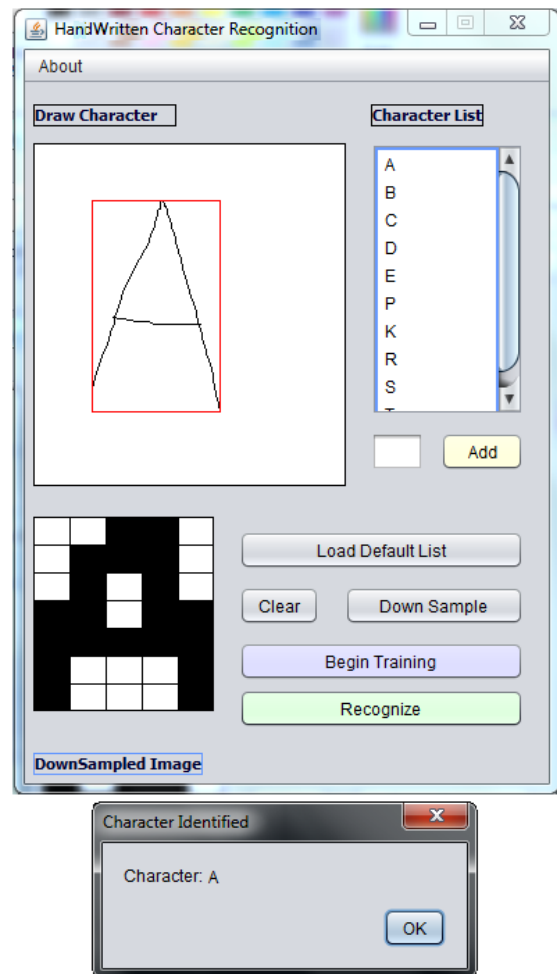 HandWritten Character Recognition
About
Draw Character
Character List
A
B
C
D
E
P
K
R
S
A
Add
Load Default List
Clear
Down Sample
Begin Training
Recognize
DownSampled Image
Character Identified
Character: A
OK